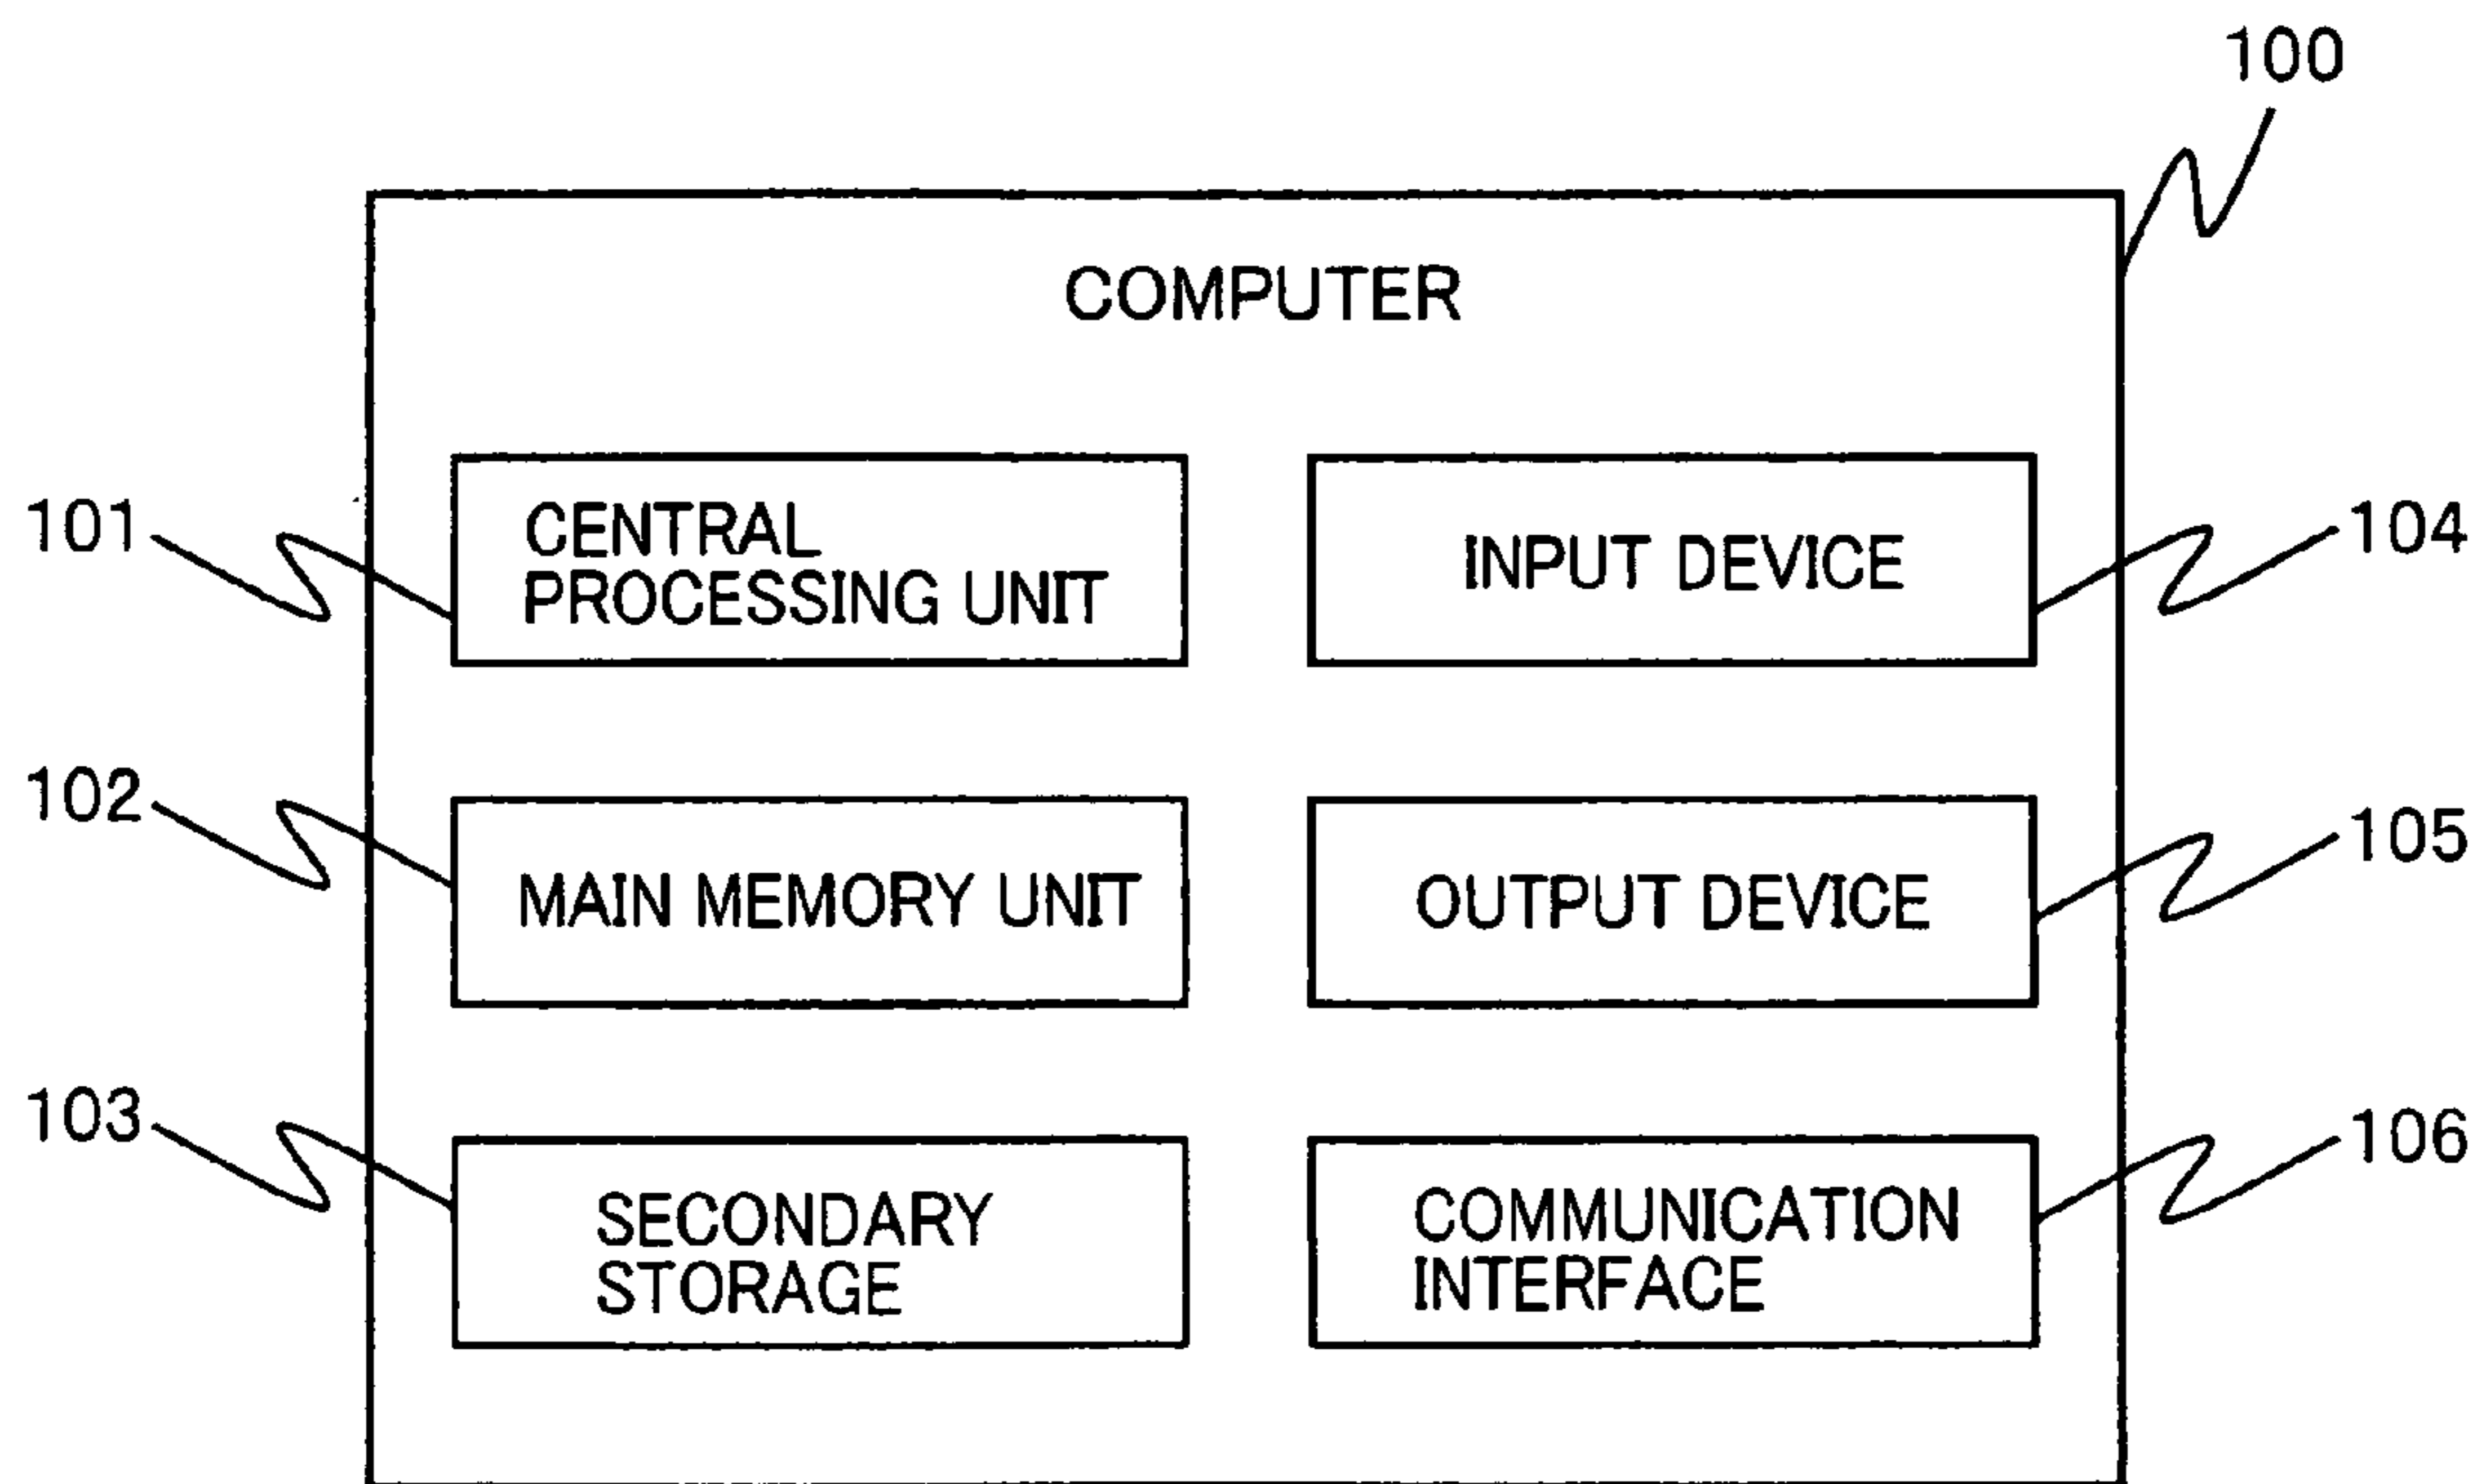 100
COMPUTER
101
CENTRAL
PROCESSING UNIT
INPUT DEVICE
104
102
MAIN MEMORY UNIT
OUTPUT DEVICE
105
103
SECONDARY
STORAGE
COMMUNICATION
INTERFACE
106